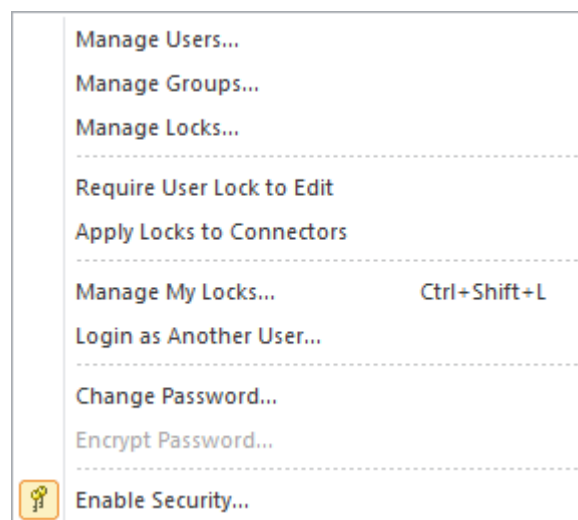 Manage Users...
Manage Groups...
Manage Locks...
Require User Lock to Edit
Apply Locks to Connectors
Manage My Locks... Ctrl+Shift+L
Login as Another User...
Change Password...
Encrypt Password...
Enable Security...